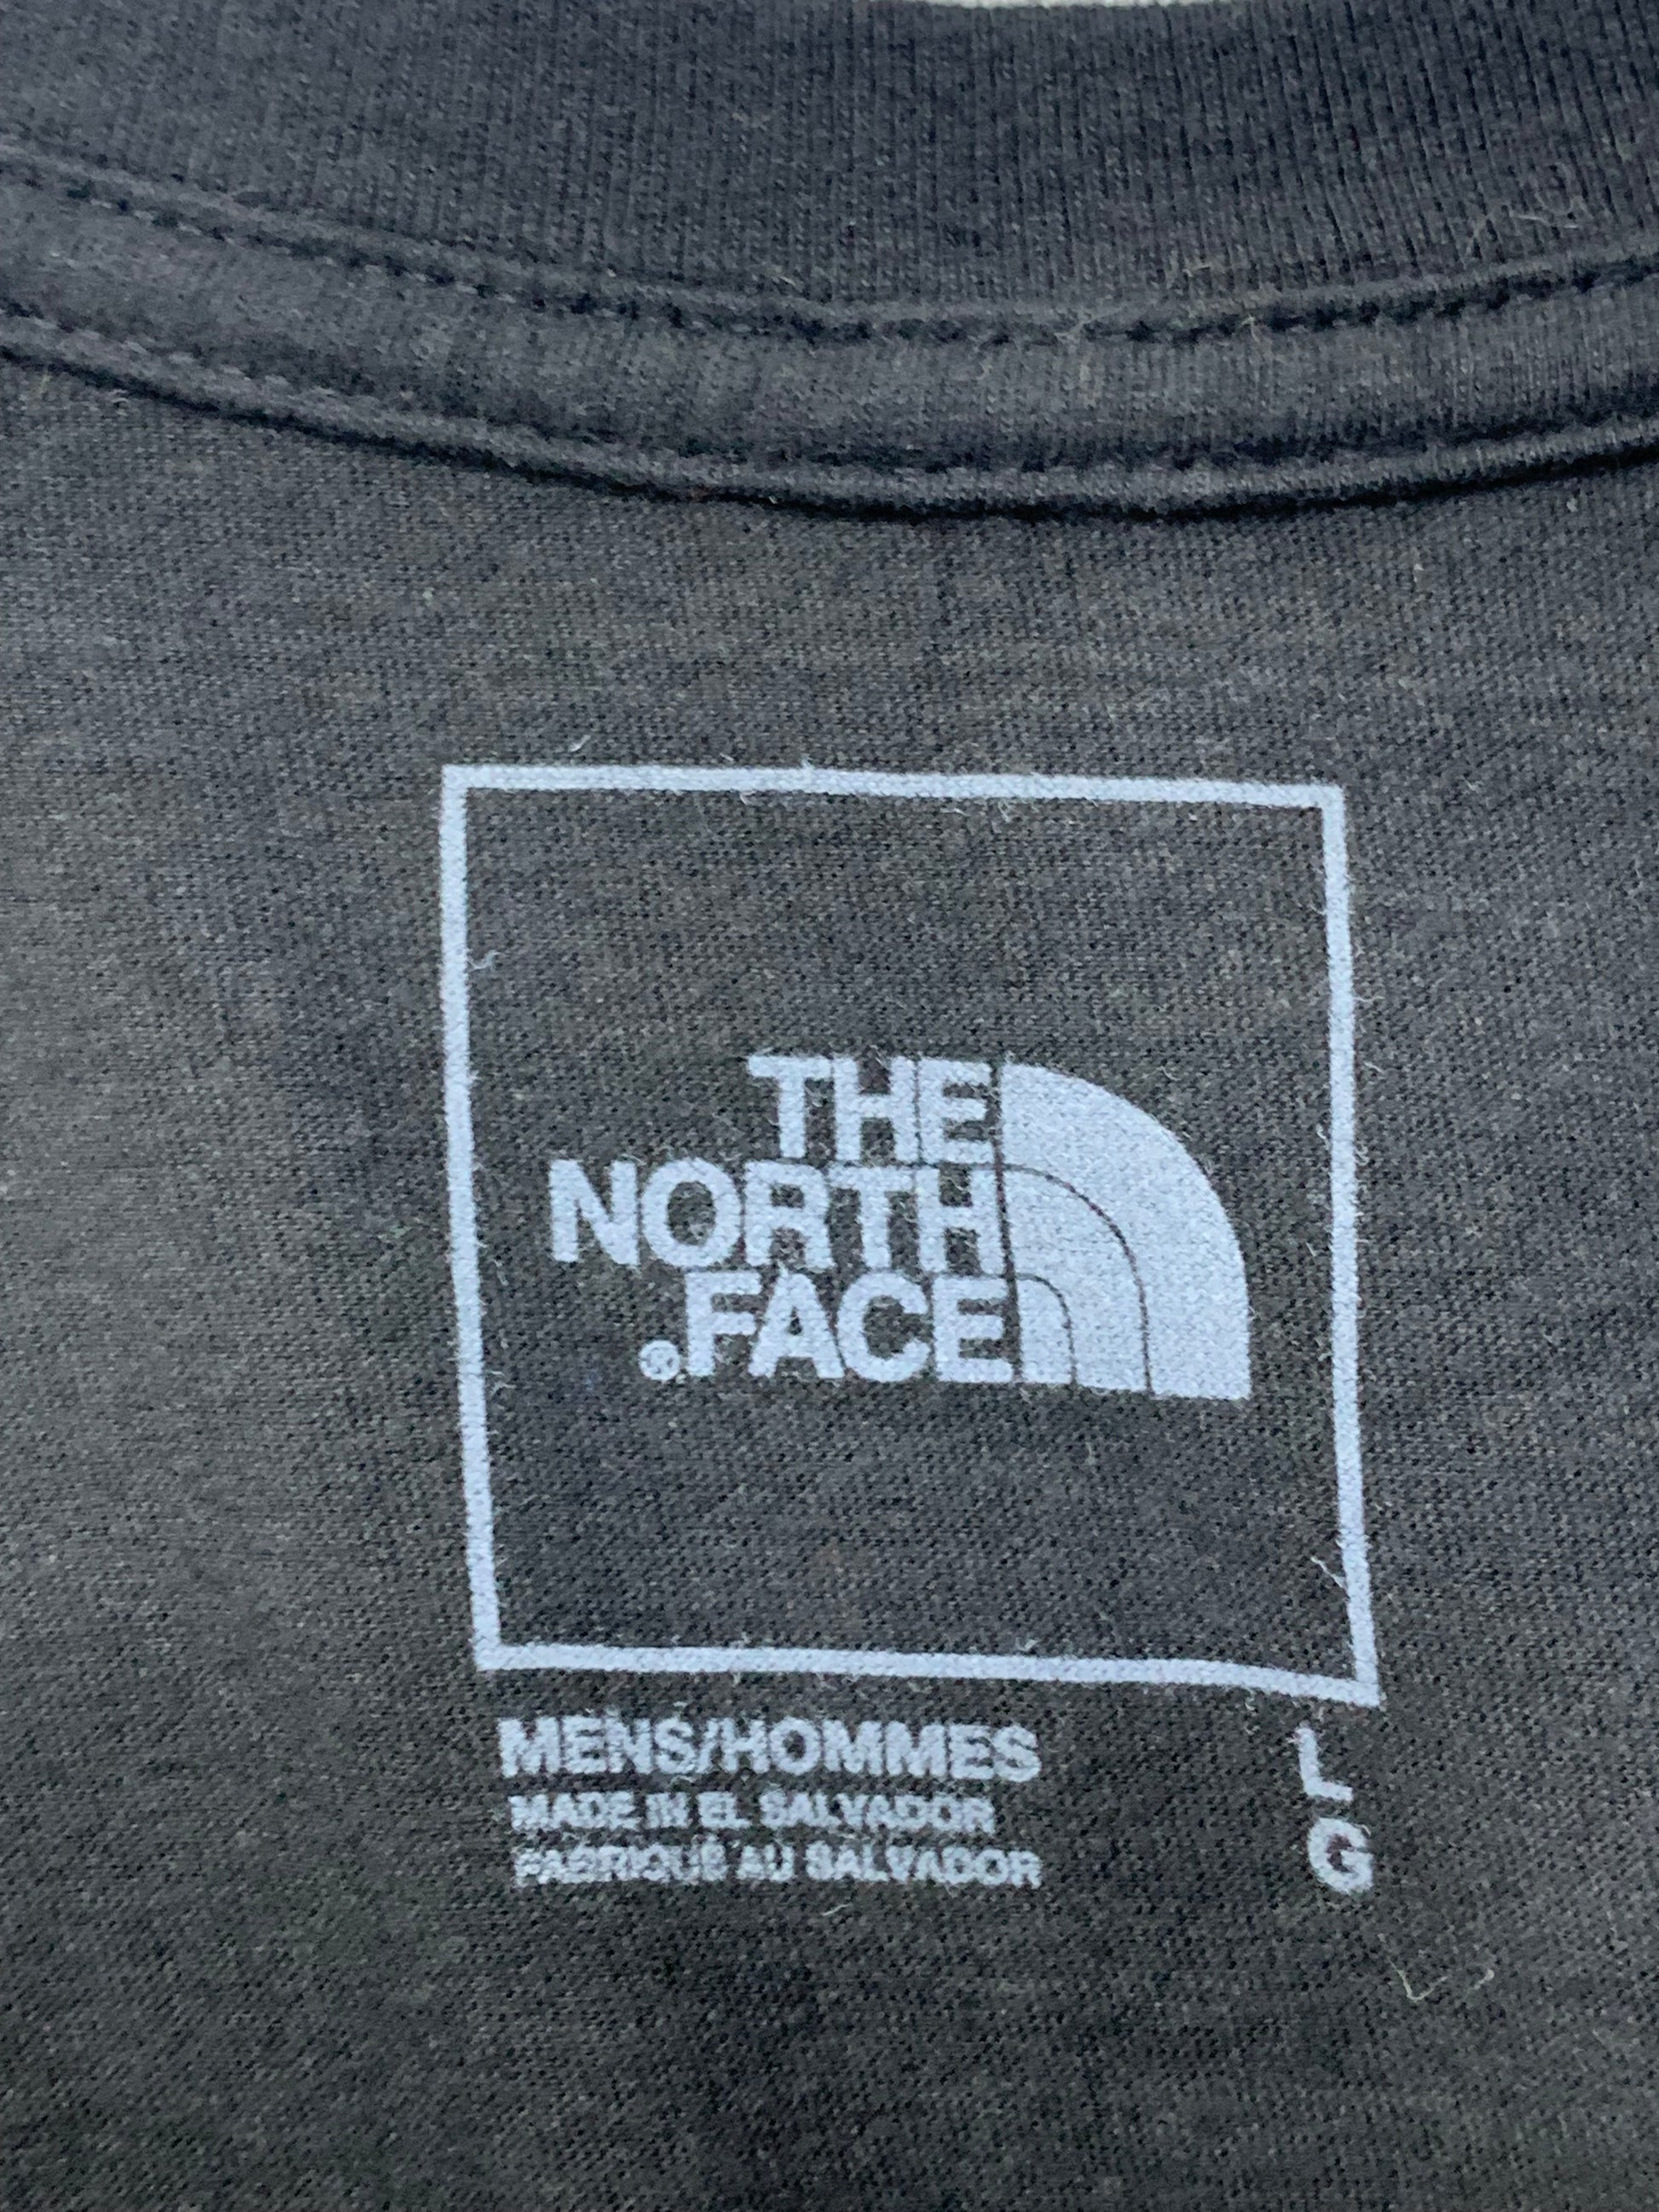 THE
NORTH
®FACE
MENS/HOMMES
MADE IN EL SALVADOR
FABRIQUÉ AU SALVADOR
L
G